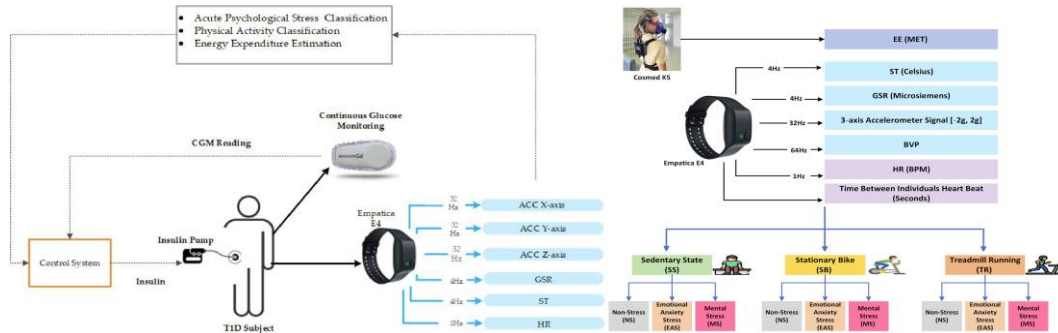 Acute Psychological Stress Classification
Physical Activity Classification
Energy Expenditure Estimation
Continuous Glucose
Monitoring
CGM Reading
Insulin Pump
Control System
Insulin
T1D Subject
Empatica
E4
32
Hz
ACC X-axis
32
Hz
ACC Y-axis
32
Hz
ACC Z-axis
4Hz
GSR
4Hz
ST
1Hz
HR
Cosmed K5
EE (MET)
4Hz
ST (Celsius)
4Hz
GSR (Microsiemens)
32Hz
3-axis Accelerometer Signal [-2g, 2g]
64Hz
BVP
Empatica E4
1Hz
HR (BPM)
Time Between Individuals Heart Beat
(Seconds)
Sedentary State
(SS)
Stationary Bike
(SB)
Treadmill Running
(TR)
Non-Stress
(NS)
Emotional
Anxiety
Stress
(EAS)
Mental
Stress
(MS)
Non-Stress
(NS)
Emotional
Anxiety
Stress
(EAS)
Mental
Stress
(MS)
Non-Stress
(NS)
Emotional
Anxiety
Stress
(EAS)
Mental
Stress
(MS)